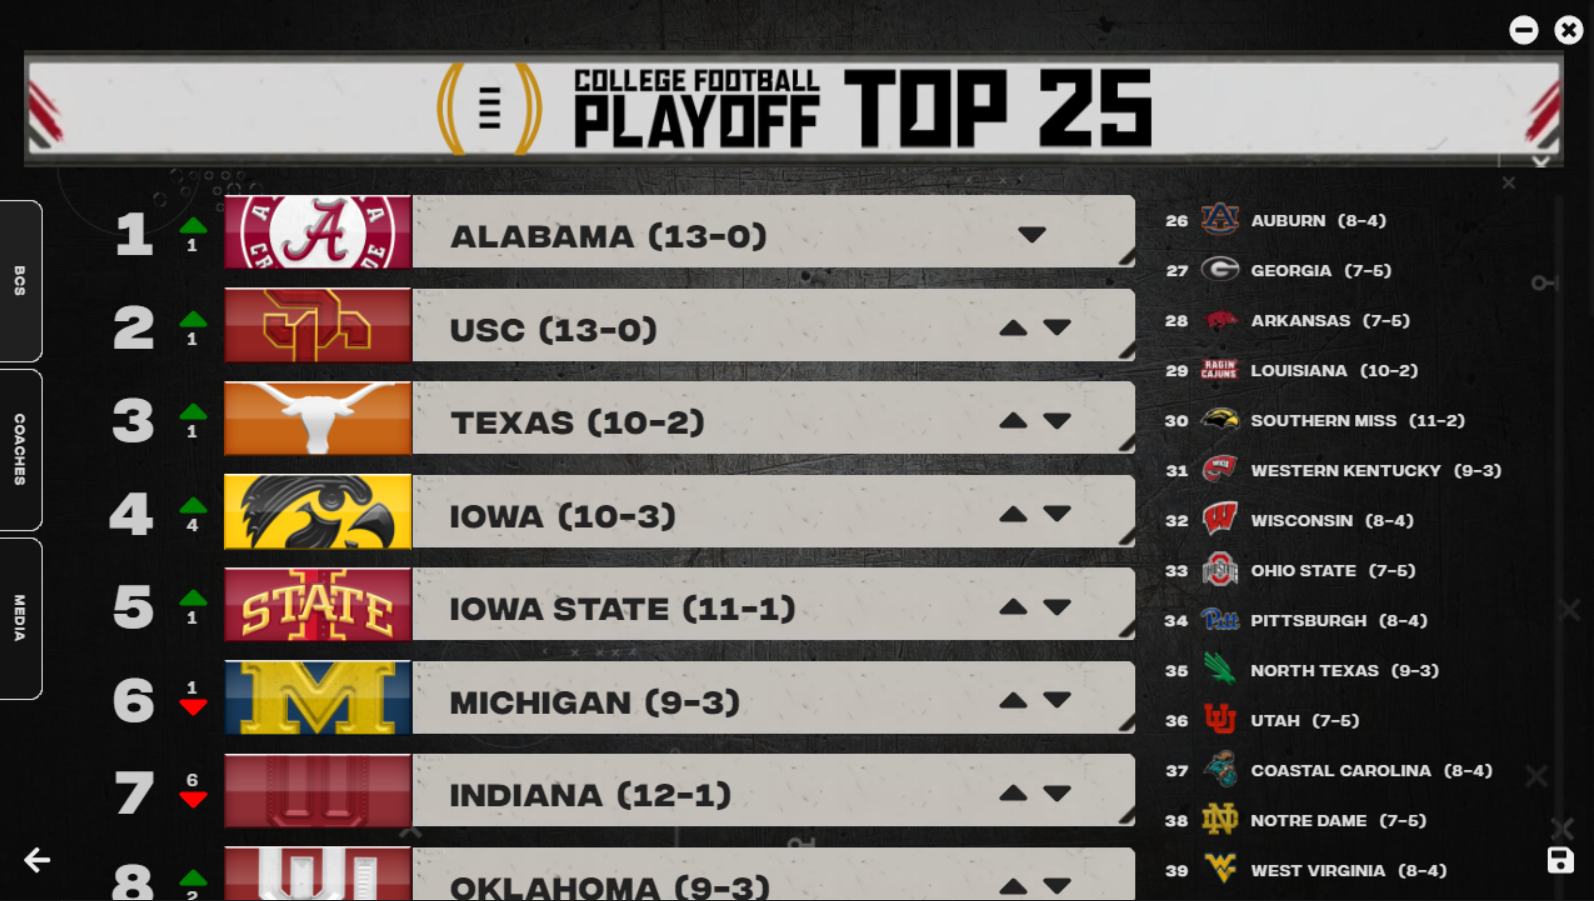 COLLEGE FOOTBALL
PLAYOFF TOP 25
BCS
COACHES
MEDIA
1 1 ALABAMA (13-0)
2 1 USC (13-0)
3 1 TEXAS (10-2)
4 4 IOWA (10-3)
5 1 STATE IOWA STATE (11-1)
6 1 M MICHIGAN (9-3)
7 6 INDIANA (12-1)
8 2 OKLAHOMA (9-3)
26 AUBURN (8-4)
27 GEORGIA (7-5)
28 ARKANSAS (7-5)
29 RAGIN' CAJUNS LOUISIANA (10-2)
30 SOUTHERN MISS (11-2)
31 WESTERN KENTUCKY (9-3)
32 WISCONSIN (8-4)
33 OHIO STATE (7-5)
34 Pitt PITTSBURGH (8-4)
35 NORTH TEXAS (9-3)
36 UTAH (7-5)
37 COASTAL CAROLINA (8-4)
38 NOTRE DAME (7-5)
39 WEST VIRGINIA (8-4)